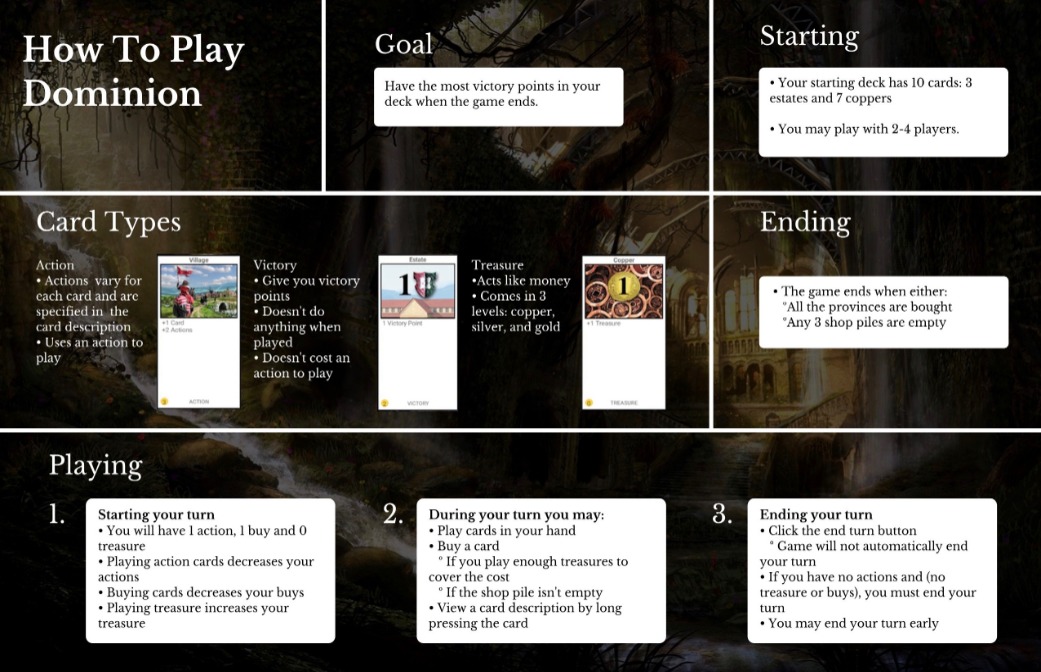 How To Play
Dominion
Goal
Have the most victory points in your
deck when the game ends.
Starting
• Your starting deck has 10 cards: 3
estates and 7 coppers
• You may play with 2-4 players.
Card Types
Action
• Actions vary for
each card and are
specified in the
card description
• Uses an action to
play
Village
+1 Card
+2 Actions
ACTION
Victory
• Give you victory
points
• Doesn't do
anything when
played
• Doesn't cost an
action to play
Estate
1
1 Victory Point
VICTORY
Treasure
•Acts like money
• Comes in 3
levels: copper,
silver, and gold
Copper
1
+1 Treasure
TREASURE
Ending
• The game ends when either:
°All the provinces are bought
°Any 3 shop piles are empty
Playing
1.
Starting your turn
• You will have 1 action, 1 buy and 0
treasure
• Playing action cards decreases your
actions
• Buying cards decreases your buys
• Playing treasure increases your
treasure
2.
During your turn you may:
• Play cards in your hand
• Buy a card
° If you play enough treasures to
cover the cost
° If the shop pile isn't empty
• View a card description by long
pressing the card
3.
Ending your turn
• Click the end turn button
° Game will not automatically end
your turn
• If you have no actions and (no
treasure or buys), you must end your
turn
• You may end your turn early